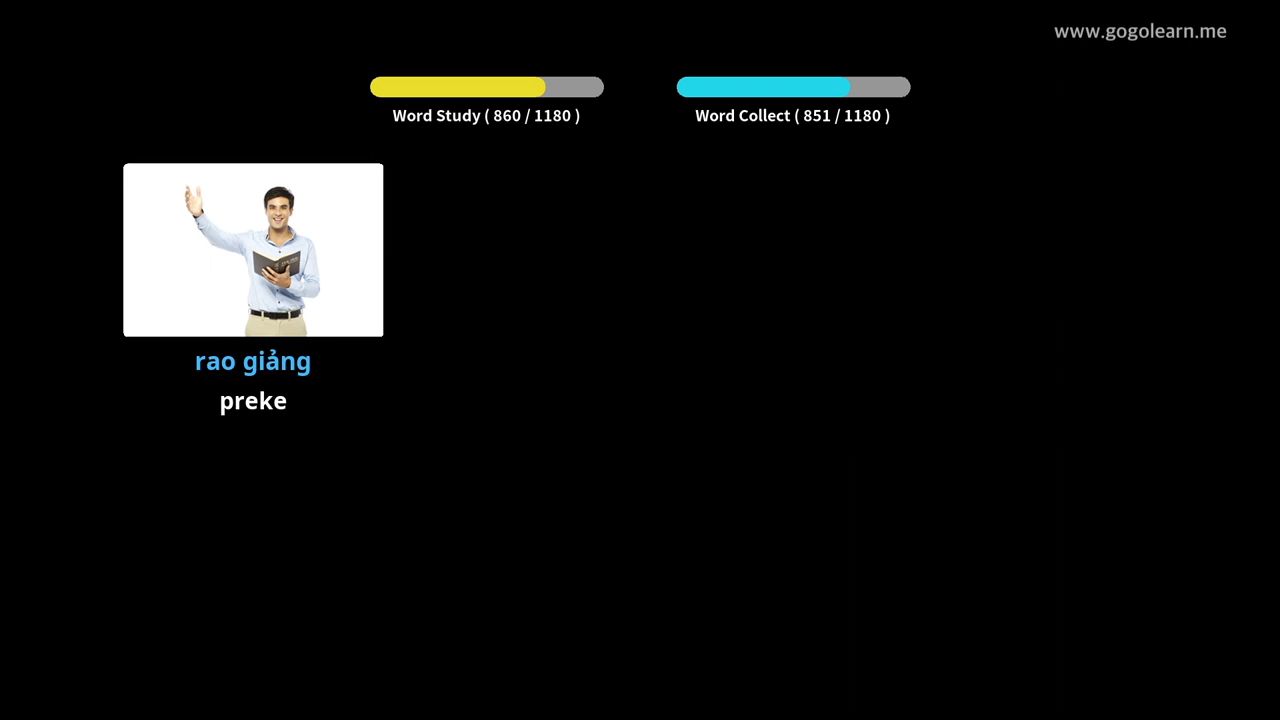 www.gogolearn.me
Word Study ( 860 / 1180 )
Word Collect ( 851 / 1180 )
rao giảng
preke